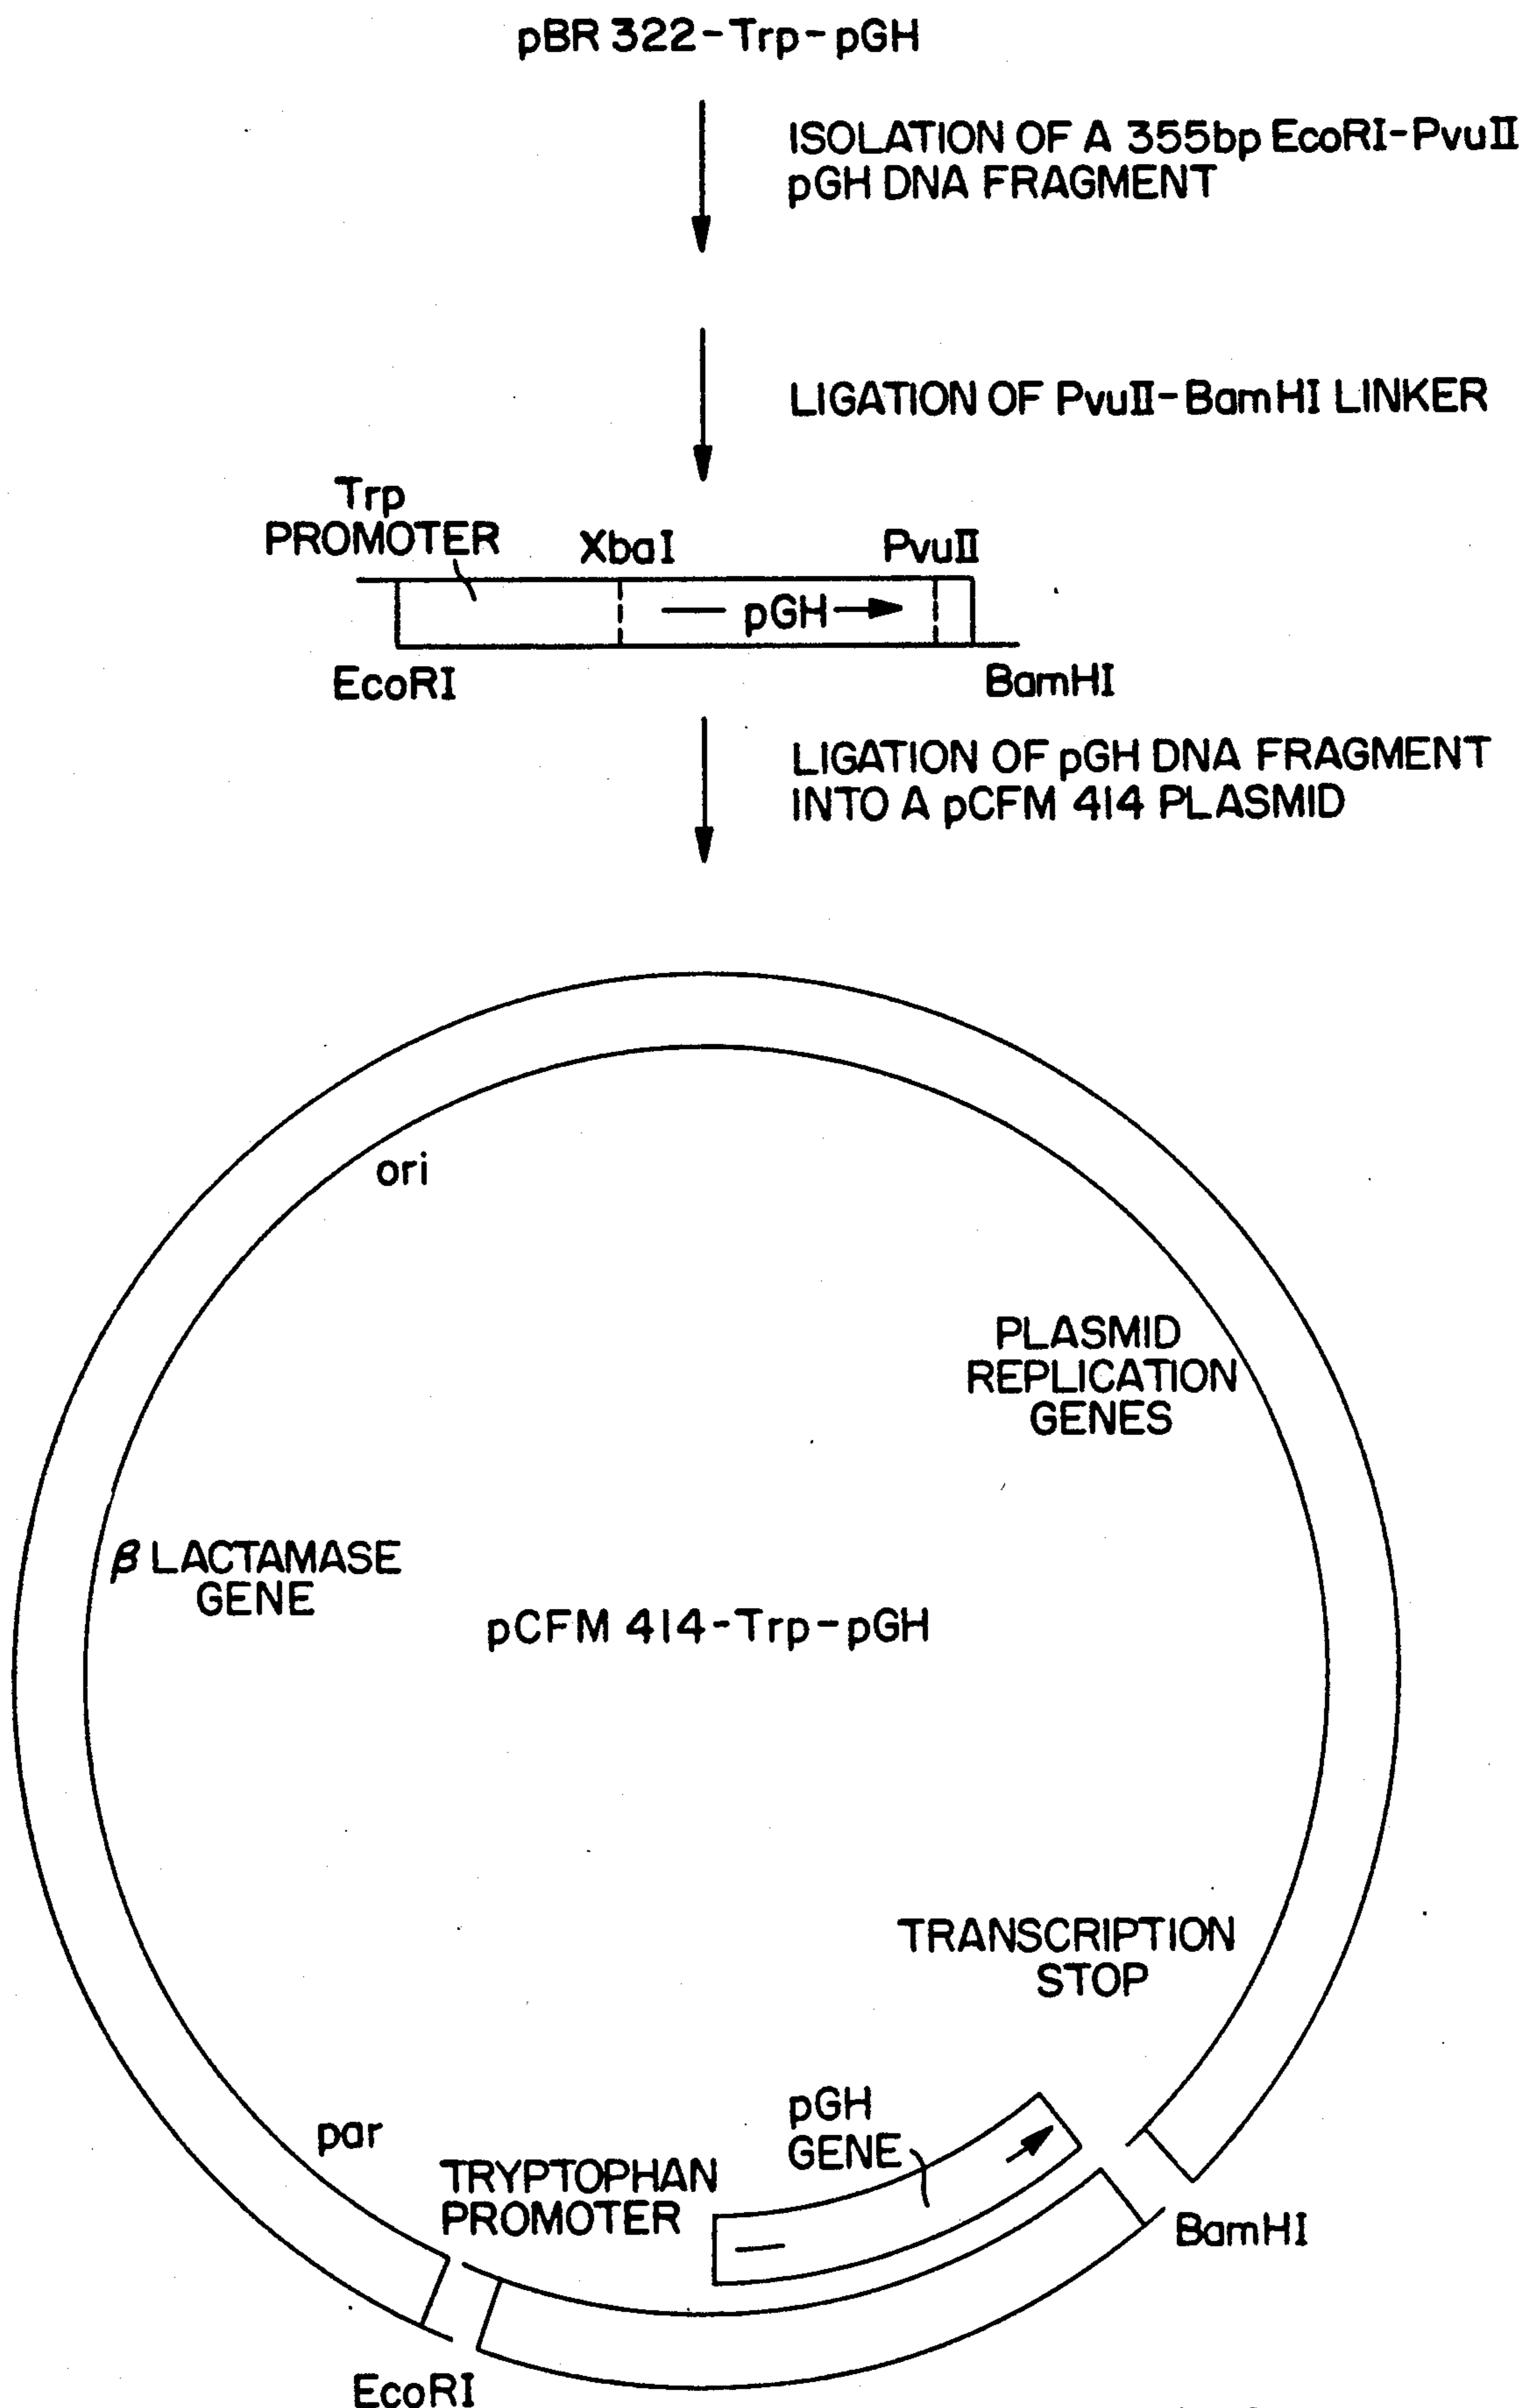 pBR 322-Trp-pGH
ISOLATION OF A 355bp EcoRI-PvuII
pGH DNA FRAGMENT
LIGATION OF PvuII-BamHI LINKER
Trp
PROMOTER
XbaI
PvuII
pGH
EcoRI
BamHI
LIGATION OF pGH DNA FRAGMENT
INTO A pCFM 414 PLASMID
ori
PLASMID
REPLICATION
GENES
β LACTAMASE
GENE
pCFM 414-Trp-pGH
TRANSCRIPTION
STOP
pGH
GENE
par
TRYPTOPHAN
PROMOTER
BamHI
EcoRI